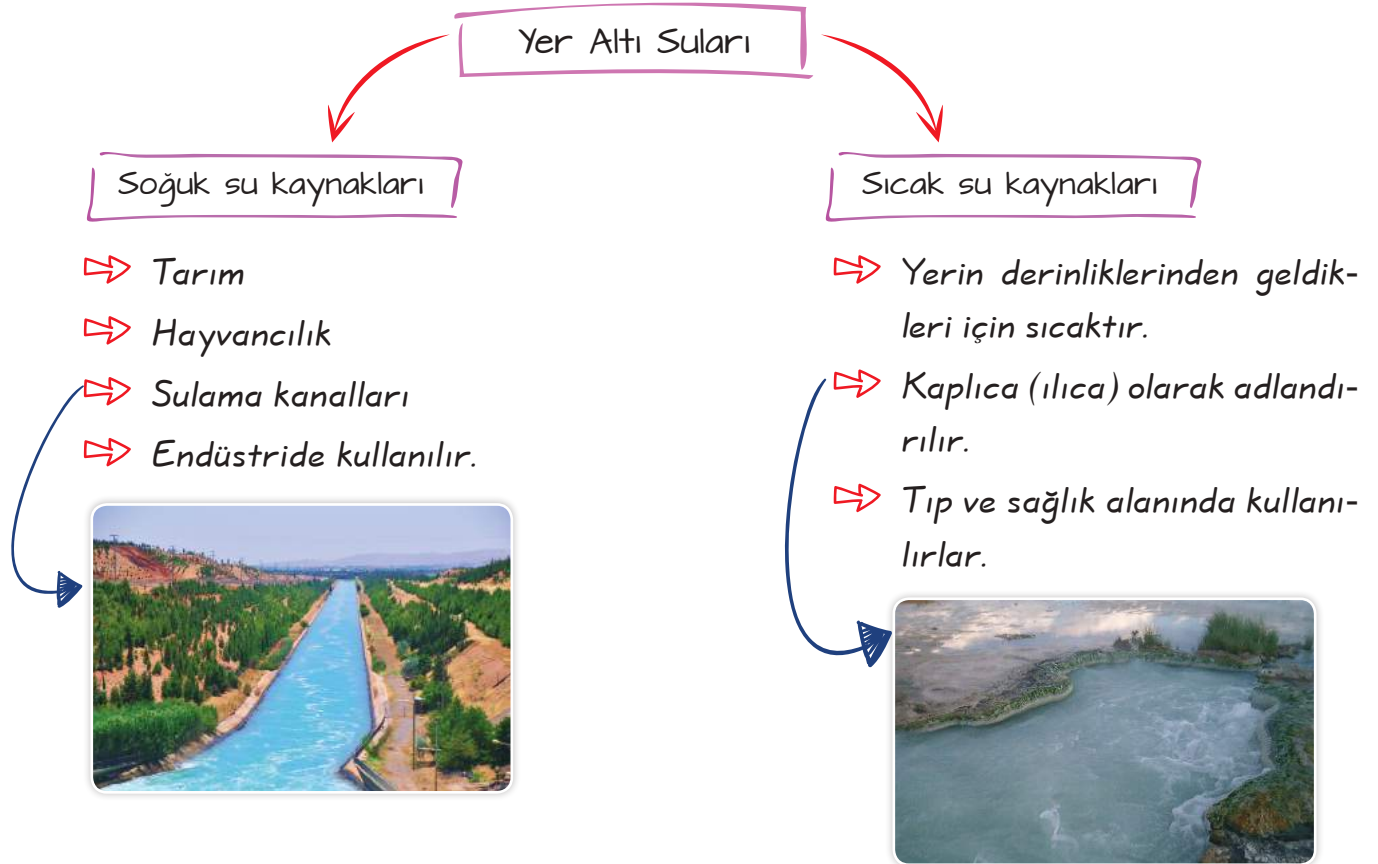 Yer Altı Suları
Soğuk su kaynakları
Tarım
Hayvancılık
Sulama kanalları
Endüstride kullanılır.
Sıcak su kaynakları
Yerin derinliklerinden geldik-
leri için sıcaktır.
Kaplıca (ılıca) olarak adlandı-
rılır.
Tıp ve sağlık alanında kullanı-
lırlar.